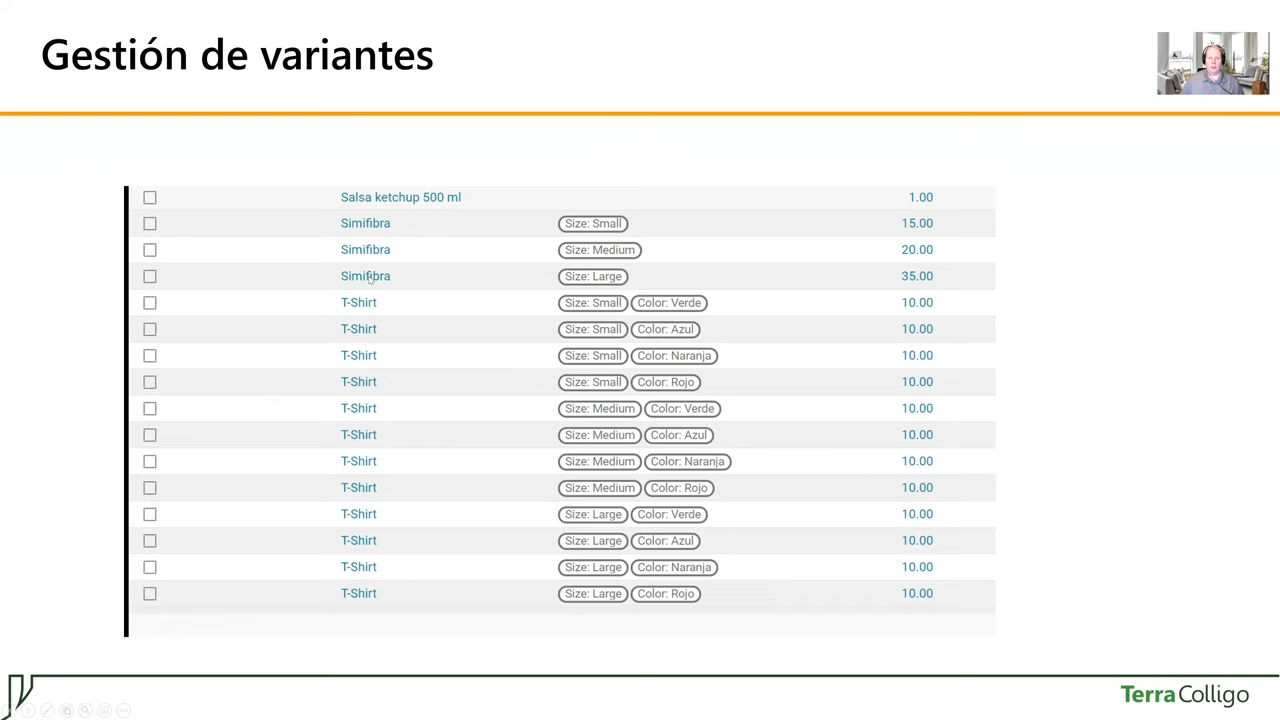 Gestión de variantes
Salsa ketchup 500 ml 1.00
Simifibra Size: Small 15.00
Simifibra Size: Medium 20.00
Simifibra Size: Large 35.00
T-Shirt Size: Small Color: Verde 10.00
T-Shirt Size: Small Color: Azul 10.00
T-Shirt Size: Small Color: Naranja 10.00
T-Shirt Size: Small Color: Rojo 10.00
T-Shirt Size: Medium Color: Verde 10.00
T-Shirt Size: Medium Color: Azul 10.00
T-Shirt Size: Medium Color: Naranja 10.00
T-Shirt Size: Medium Color: Rojo 10.00
T-Shirt Size: Large Color: Verde 10.00
T-Shirt Size: Large Color: Azul 10.00
T-Shirt Size: Large Color: Naranja 10.00
T-Shirt Size: Large Color: Rojo 10.00
TerraColligo